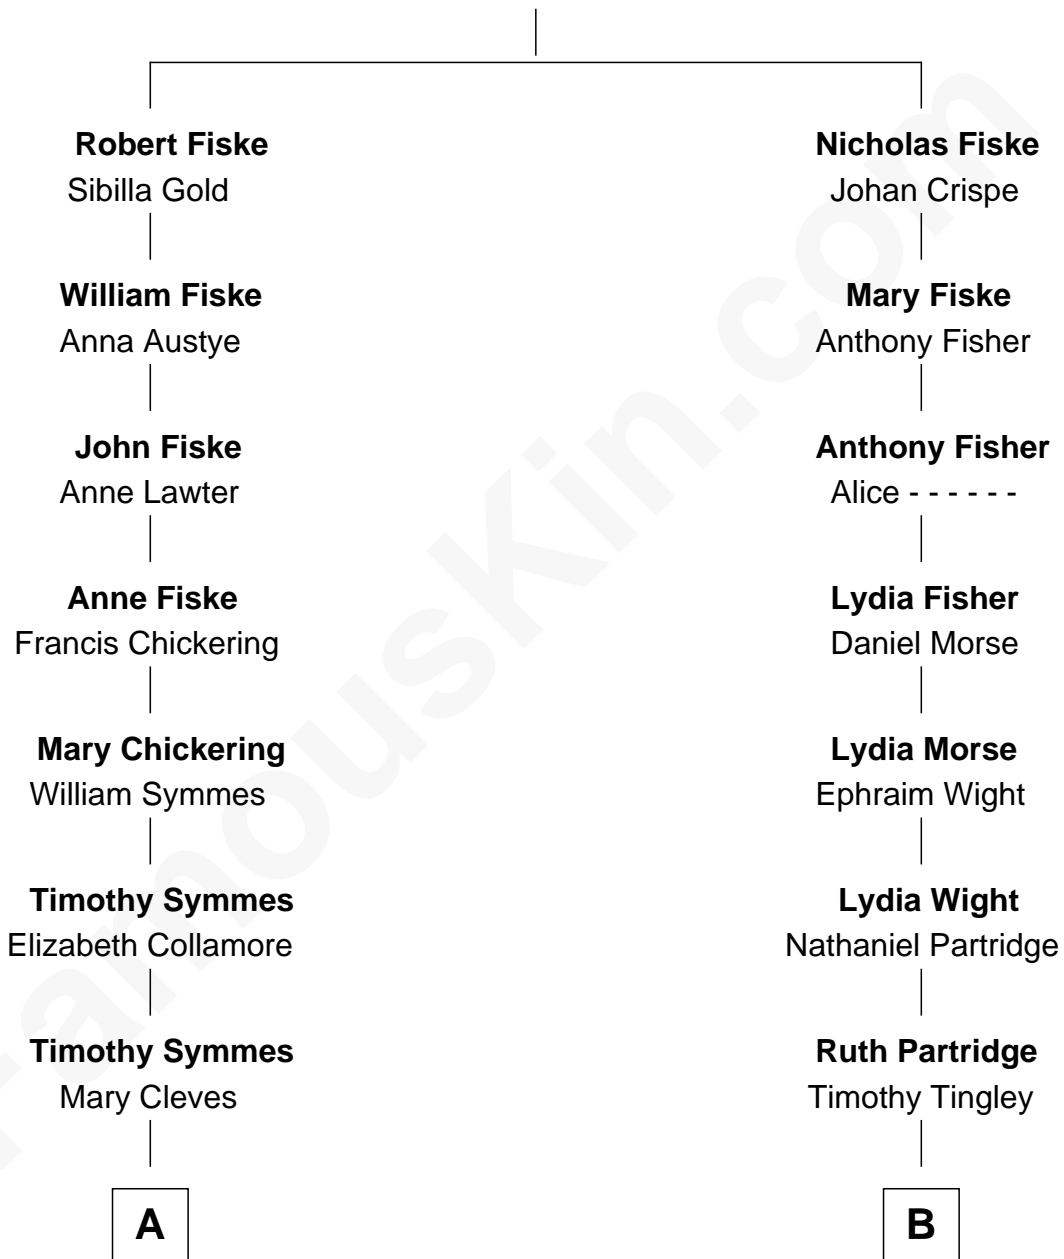 Robert Fiske
Sibilla Gold
William Fiske
Anna Austye
John Fiske
Anne Lawter
Anne Fiske
Francis Chickering
Mary Chickering
William Symmes
Timothy Symmes
Elizabeth Collamore
Timothy Symmes
Mary Cleves
A
Nicholas Fiske
Johan Crispe
Mary Fiske
Anthony Fisher
Anthony Fisher
Alice - - - - - -
Lydia Fisher
Daniel Morse
Lydia Morse
Ephraim Wight
Lydia Wight
Nathaniel Partridge
Ruth Partridge
Timothy Tingley
B
FamousKin.com